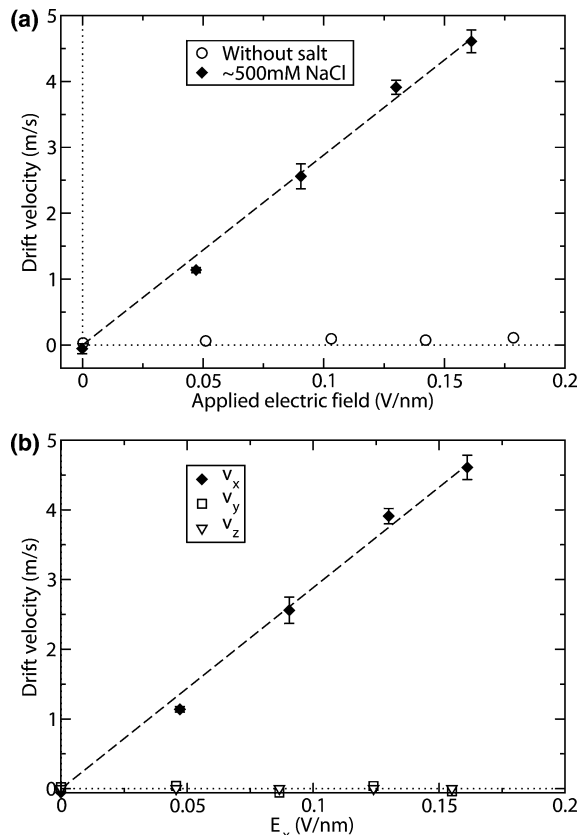 (a)
5
4
3
2
1
0
Drift velocity (m/s)
Without salt
~500mM NaCl
0 0.05 0.1 0.15 0.2
Applied electric field (V/nm)
(b)
5
4
3
2
1
0
Drift velocity (m/s)
v_x
v_y
v_z
0 0.05 0.1 0.15 0.2
E_x (V/nm)